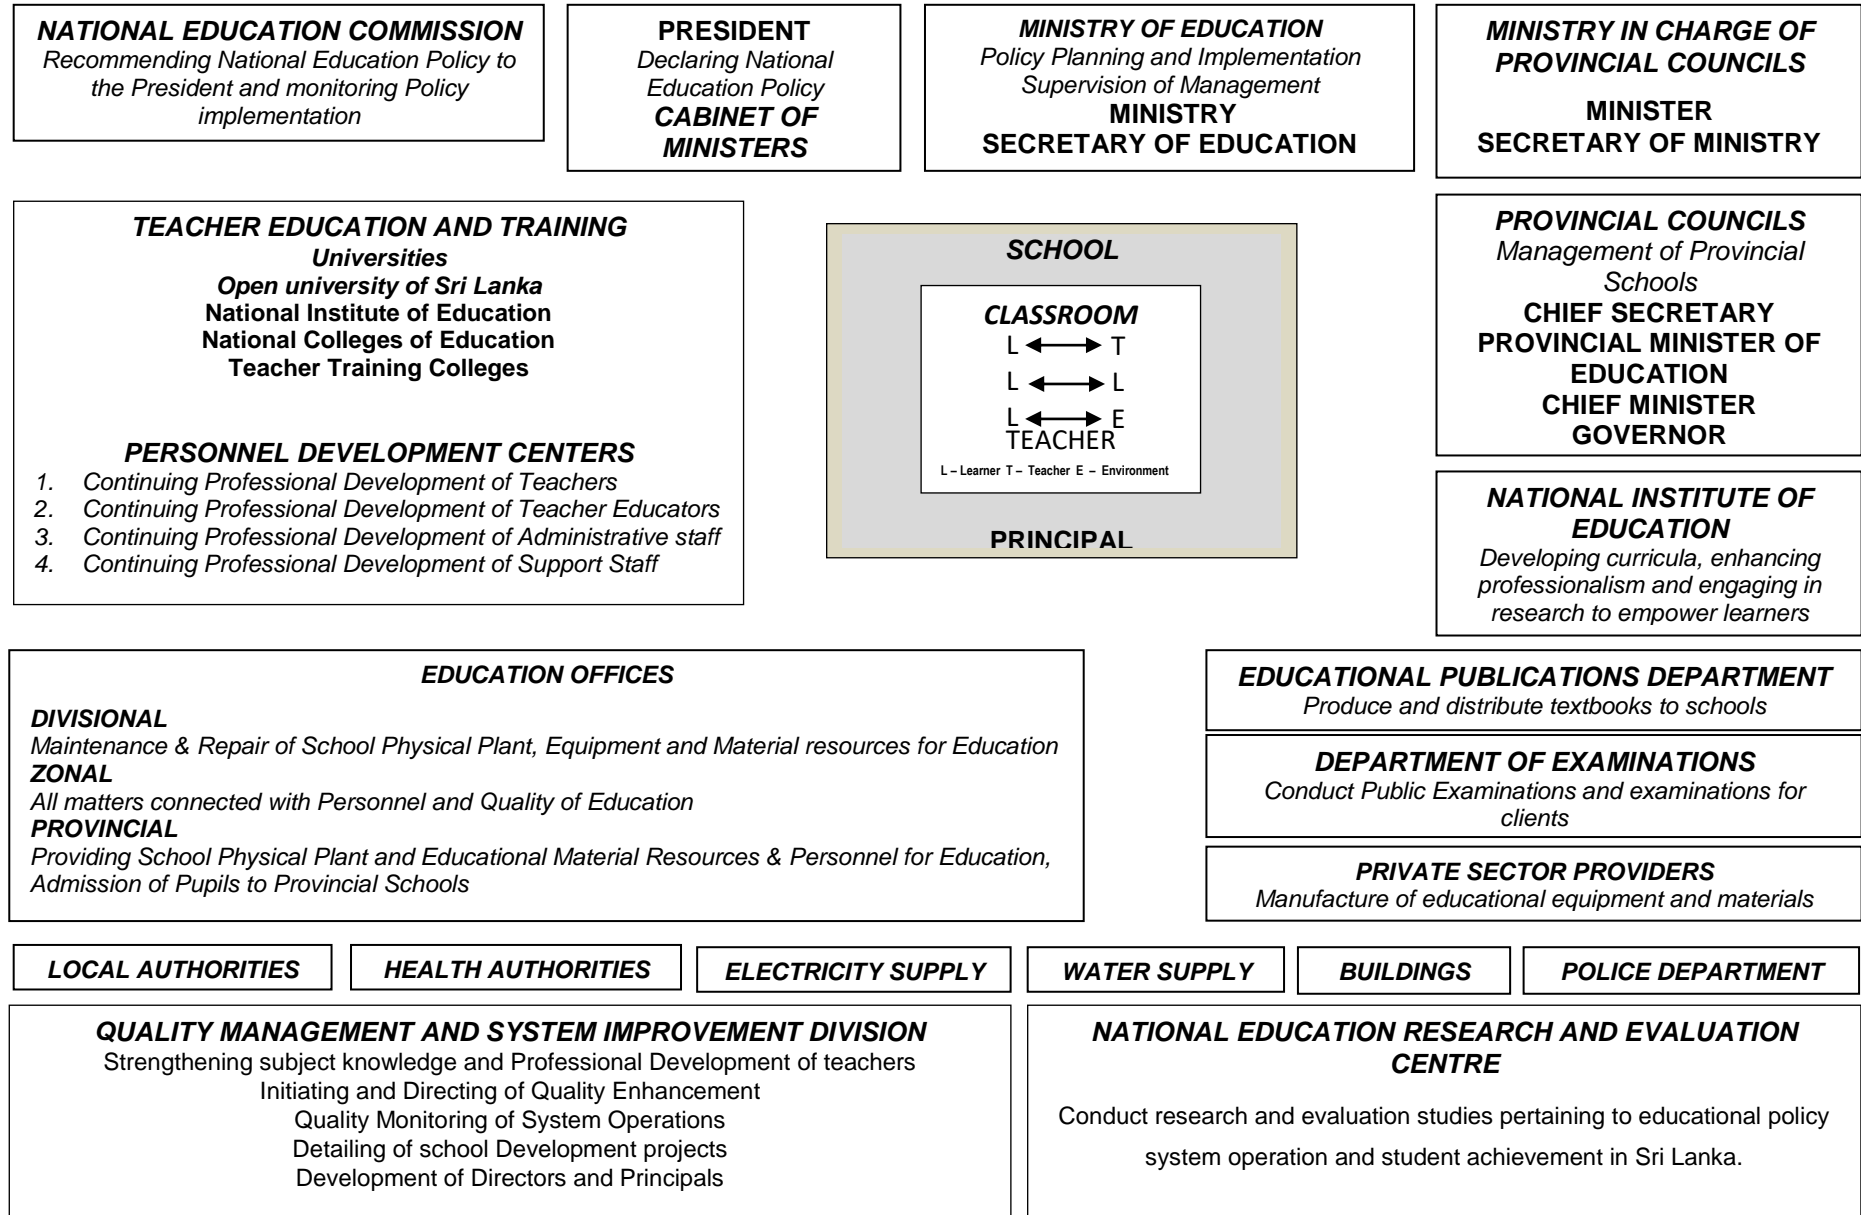 NATIONAL EDUCATION COMMISSION
Recommending National Education Policy to
the President and monitoring Policy
implementation
PRESIDENT
Declaring National
Education Policy
CABINET OF
MINISTERS
MINISTRY OF EDUCATION
Policy Planning and Implementation
Supervision of Management
MINISTRY
SECRETARY OF EDUCATION
MINISTRY IN CHARGE OF
PROVINCIAL COUNCILS
MINISTER
SECRETARY OF MINISTRY
TEACHER EDUCATION AND TRAINING
Universities
Open university of Sri Lanka
National Institute of Education
National Colleges of Education
Teacher Training Colleges
PERSONNEL DEVELOPMENT CENTERS
1. Continuing Professional Development of Teachers
2. Continuing Professional Development of Teacher Educators
3. Continuing Professional Development of Administrative staff
4. Continuing Professional Development of Support Staff
SCHOOL
CLASSROOM
L T
L L
L E
TEACHER
L – Learner T – Teacher E – Environment
PRINCIPAL
PROVINCIAL COUNCILS
Management of Provincial
Schools
CHIEF SECRETARY
PROVINCIAL MINISTER OF
EDUCATION
CHIEF MINISTER
GOVERNOR
NATIONAL INSTITUTE OF
EDUCATION
Developing curricula, enhancing
professionalism and engaging in
research to empower learners
EDUCATION OFFICES
DIVISIONAL
Maintenance & Repair of School Physical Plant, Equipment and Material resources for Education
ZONAL
All matters connected with Personnel and Quality of Education
PROVINCIAL
Providing School Physical Plant and Educational Material Resources & Personnel for Education,
Admission of Pupils to Provincial Schools
EDUCATIONAL PUBLICATIONS DEPARTMENT
Produce and distribute textbooks to schools
DEPARTMENT OF EXAMINATIONS
Conduct Public Examinations and examinations for
clients
PRIVATE SECTOR PROVIDERS
Manufacture of educational equipment and materials
LOCAL AUTHORITIES
HEALTH AUTHORITIES
ELECTRICITY SUPPLY
WATER SUPPLY
BUILDINGS
POLICE DEPARTMENT
QUALITY MANAGEMENT AND SYSTEM IMPROVEMENT DIVISION
Strengthening subject knowledge and Professional Development of teachers
Initiating and Directing of Quality Enhancement
Quality Monitoring of System Operations
Detailing of school Development projects
Development of Directors and Principals
NATIONAL EDUCATION RESEARCH AND EVALUATION
CENTRE
Conduct research and evaluation studies pertaining to educational policy
system operation and student achievement in Sri Lanka.